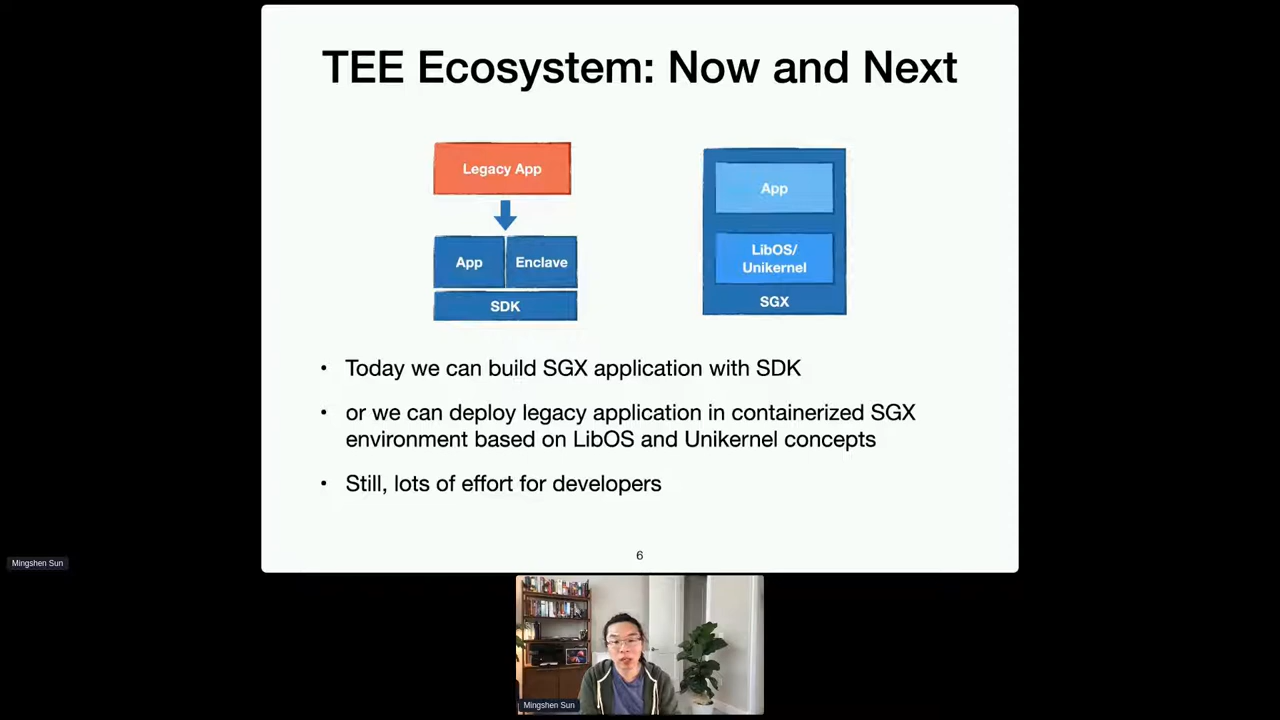 TEE Ecosystem: Now and Next
Legacy App
App
Enclave
SDK
App
LibOS/
Unikernel
SGX
• Today we can build SGX application with SDK
• or we can deploy legacy application in containerized SGX
environment based on LibOS and Unikernel concepts
• Still, lots of effort for developers
6
Mingshen Sun
Mingshen Sun